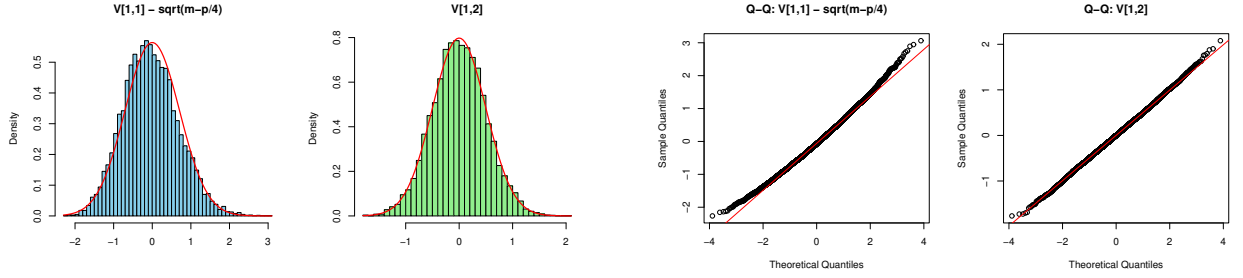 V[1,1] − sqrt(m−p/4)
Density
0.0 0.1 0.2 0.3 0.4 0.5
−2 −1 0 1 2 3
V[1,2]
Density
0.0 0.2 0.4 0.6 0.8
−1 0 1 2
Q−Q: V[1,1] − sqrt(m−p/4)
Sample Quantiles
−2 −1 0 1 2 3
−4 −2 0 2 4
Theoretical Quantiles
Q−Q: V[1,2]
Sample Quantiles
−1 0 1 2
−4 −2 0 2 4
Theoretical Quantiles